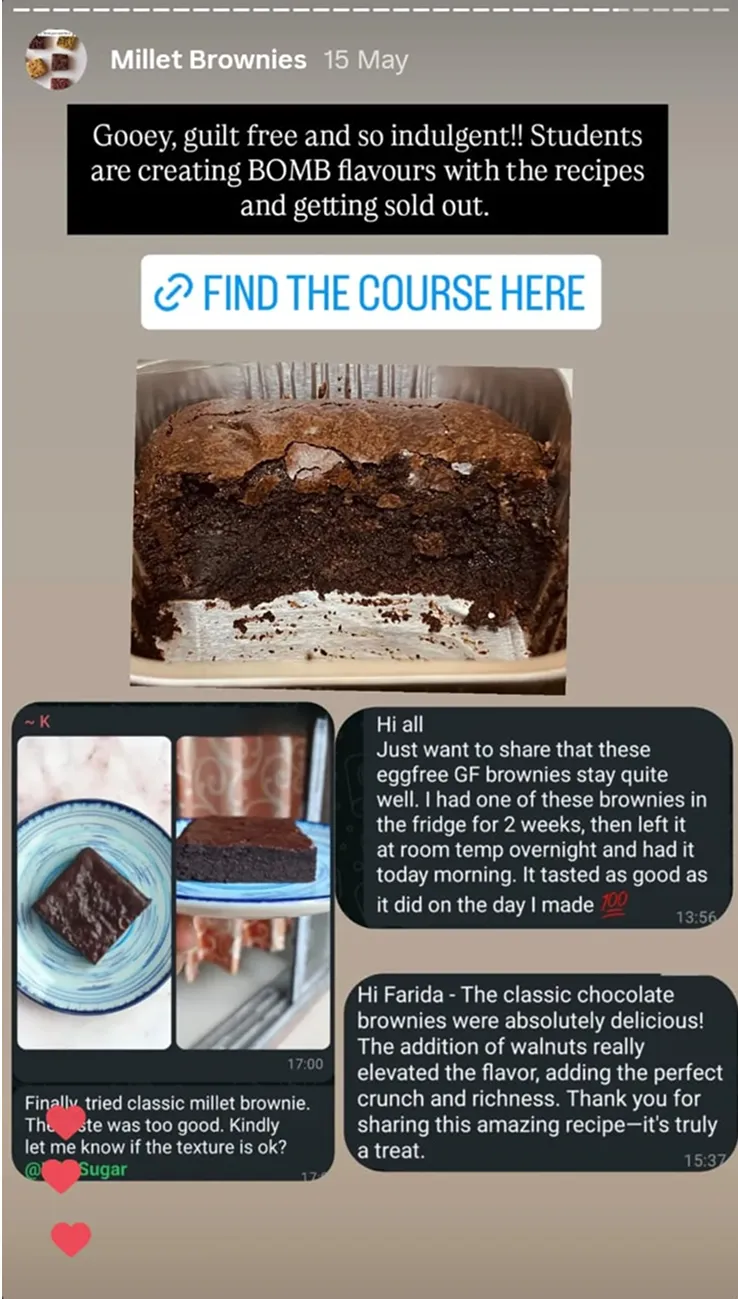 Millet Brownies 15 May
Gooey, guilt free and so indulgent!! Students
are creating BOMB flavours with the recipes
and getting sold out.
FIND THE COURSE HERE
~ K
17:00
Finally, tried classic millet brownie.
was too good. Kindly
let me know if the texture is ok?
Sugar
Hi all
Just want to share that these
eggfree GF brownies stay quite
well. I had one of these brownies in
the fridge for 2 weeks, then left it
at room temp overnight and had it
today morning. It tasted as good as
it did on the day I made 💯
13:56
Hi Farida - The classic chocolate
brownies were absolutely delicious!
The addition of walnuts really
elevated the flavor, adding the perfect
crunch and richness. Thank you for
sharing this amazing recipe—it's truly
a treat.
15:37